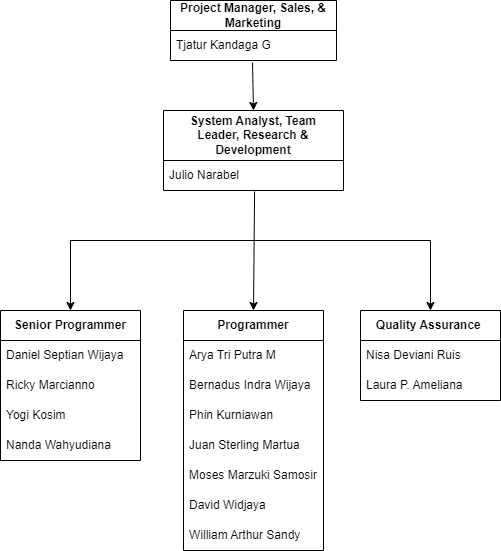 Project Manager, Sales, &
Marketing
Tjatur Kandaga G
System Analyst, Team
Leader, Research &
Development
Julio Narabel
Senior Programmer
Daniel Septian Wijaya
Ricky Marcianno
Yogi Kosim
Nanda Wahyudiana
Programmer
Arya Tri Putra M
Bernadus Indra Wijaya
Phin Kurniawan
Juan Sterling Martua
Moses Marzuki Samosir
David Widjaya
William Arthur Sandy
Quality Assurance
Nisa Deviani Ruis
Laura P. Ameliana